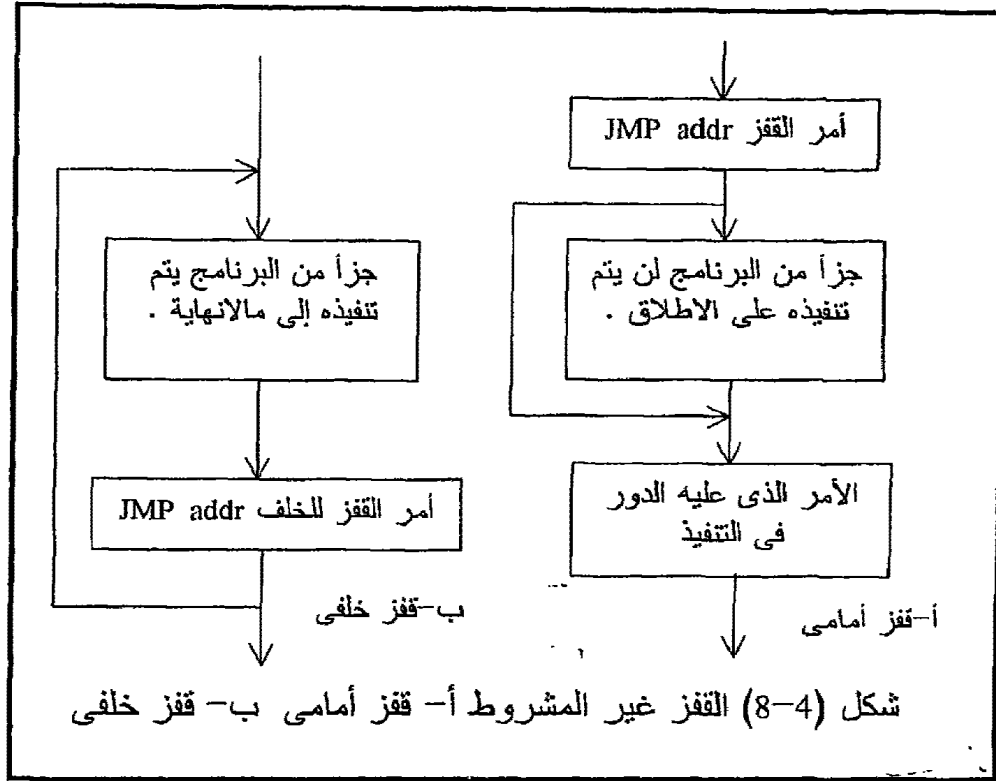 أمر القفز JMP addr
جزأ من البرنامج لن يتم
تنفيذه على الاطلاق .
الأمر الذى عليه الدور
فى التنفيذ
أ-قفز أمامى
جزأ من البرنامج يتم
تنفيذه إلى مالانهاية .
أمر القفز للخلف JMP addr
ب-قفز خلفى
شكل (4-8) القفز غير المشروط أ- قفز أمامى ب- قفز خلفى